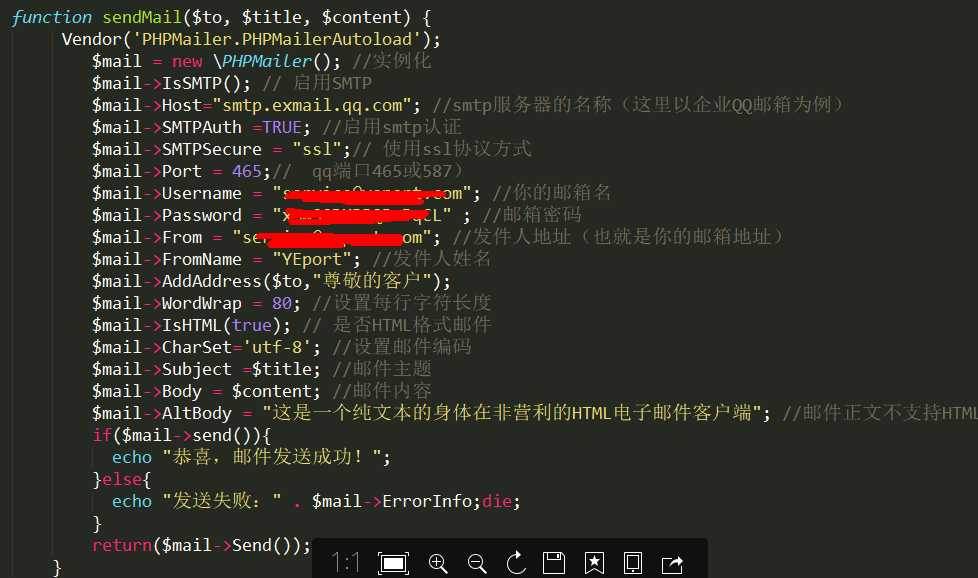 function sendMail($to, $title, $content) {
Vendor('PHPMailer.PHPMailerAutoload');
$mail = new \PHPMailer(); //实例化
$mail->IsSMTP(); // 启用SMTP
$mail->Host="smtp.exmail.qq.com"; //smtp服务器的名称（这里以企业QQ邮箱为例）
$mail->SMTPAuth =TRUE; //启用smtp认证
$mail->SMTPSecure = "ssl";// 使用ssl协议方式
$mail->Port = 465;// qq端口465或587）
$mail->Username = " com"; //你的邮箱名
$mail->Password = " " ; //邮箱密码
$mail->From = " om"; //发件人地址（也就是你的邮箱地址）
$mail->FromName = "YEport"; //发件人姓名
$mail->AddAddress($to,"尊敬的客户");
$mail->WordWrap = 80; //设置每行字符长度
$mail->IsHTML(true); // 是否HTML格式邮件
$mail->CharSet='utf-8'; //设置邮件编码
$mail->Subject =$title; //邮件主题
$mail->Body = $content; //邮件内容
$mail->AltBody = "这是一个纯文本的身体在非营利的HTML电子邮件客户端"; //邮件正文不支持HTML
if($mail->send()){
echo "恭喜，邮件发送成功！";
}else{
echo "发送失败：" . $mail->ErrorInfo;die;
}
return($mail->Send());
}
1:1